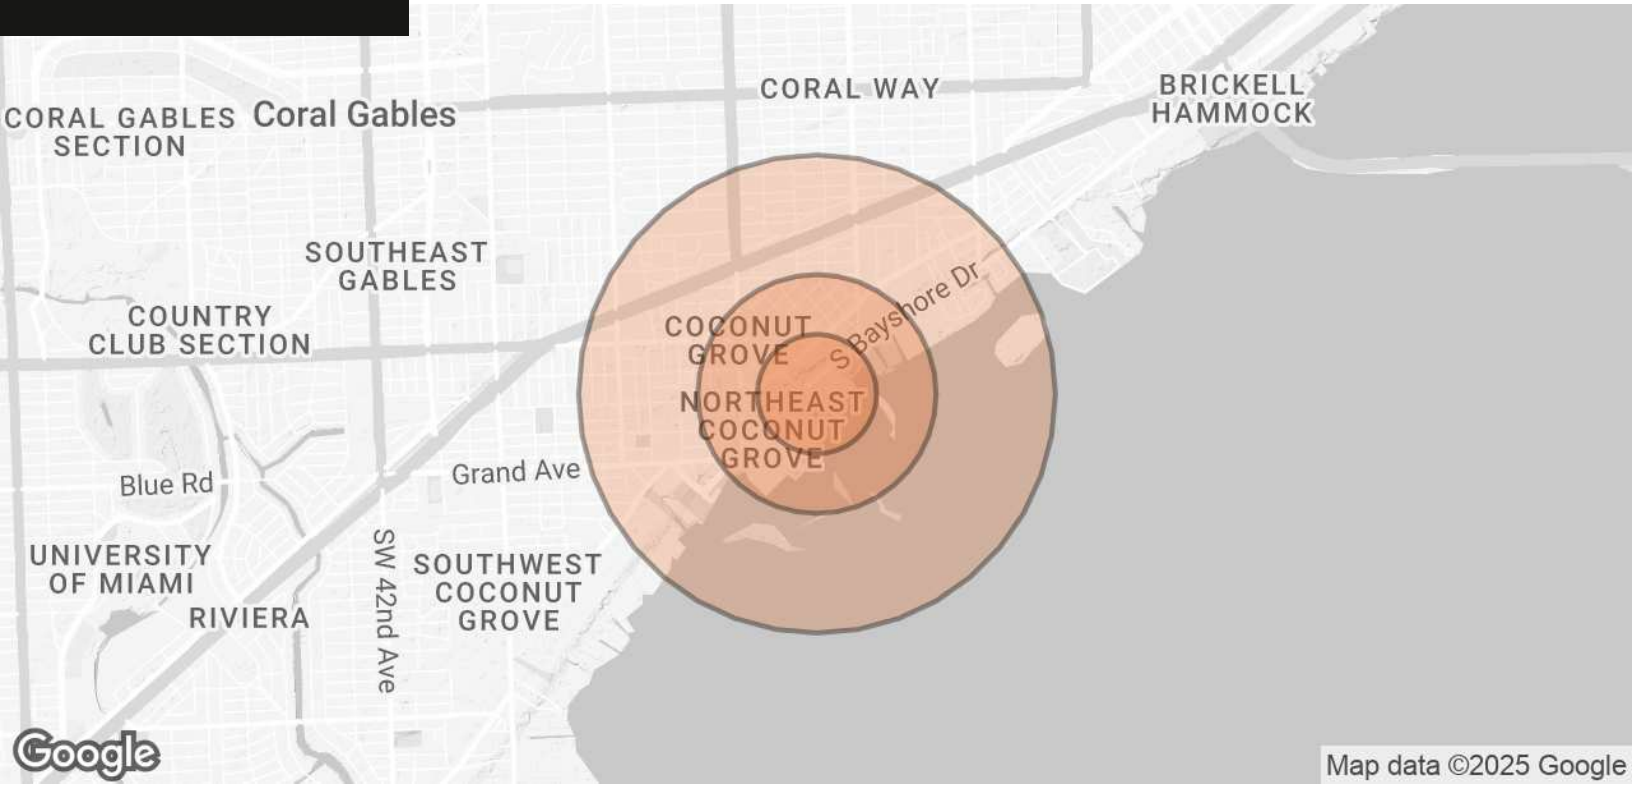 CORAL WAY
BRICKELL
HAMMOCK
CORAL GABLES
SECTION
Coral Gables
SOUTHEAST
GABLES
S Bayshore Dr
COUNTRY
CLUB SECTION
COCONUT
GROVE
NORTHEAST
COCONUT
GROVE
Grand Ave
Blue Rd
UNIVERSITY
OF MIAMI
SW 42nd Ave
SOUTHWEST
COCONUT
GROVE
RIVIERA
Google
Map data ©2025 Google